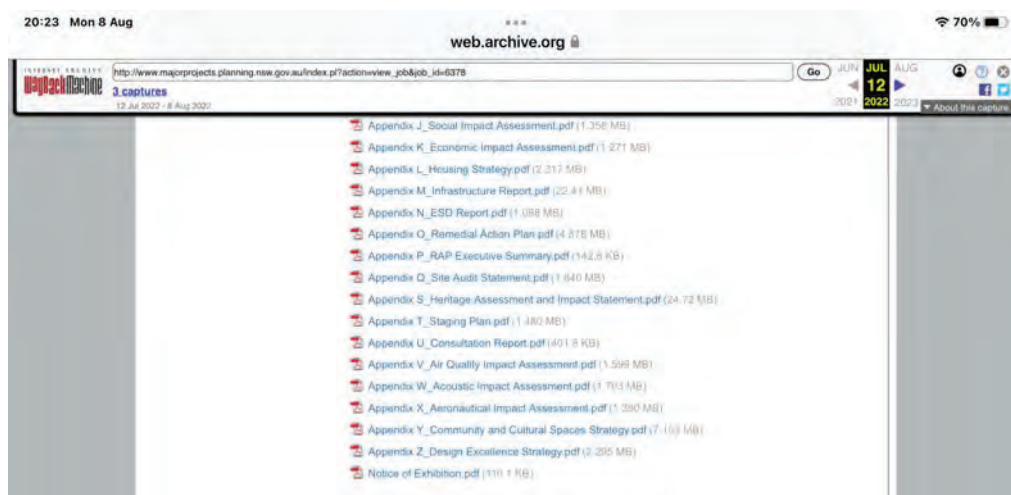 20:23 Mon 8 Aug
70%
web.archive.org
INTERNET ARCHIVE
WayBackMachine
http://www.majorprojects.planning.nsw.gov.au/index.pl?action=view_job&job_id=6378
Go
JUN JUL AUG
3 captures
12
12 Jul 2022 - 8 Aug 2022
2021 2022 2023
About this capture
Appendix J_Social Impact Assessment.pdf (1.358 MB)
Appendix K_Economic Impact Assessment.pdf (1.271 MB)
Appendix L_Housing Strategy.pdf (2.317 MB)
Appendix M_Infrastructure Report.pdf (22.41 MB)
Appendix N_ESD Report.pdf (1.088 MB)
Appendix O_Remedial Action Plan.pdf (4.878 MB)
Appendix P_RAP Executive Summary.pdf (142.8 KB)
Appendix Q_Site Audit Statement.pdf (1.640 MB)
Appendix S_Heritage Assessment and Impact Statement.pdf (24.72 MB)
Appendix T_Staging Plan.pdf (1.480 MB)
Appendix U_Consultation Report.pdf (401.8 KB)
Appendix V_Air Quality Impact Assessment.pdf (1.599 MB)
Appendix W_Acoustic Impact Assessment.pdf (1.703 MB)
Appendix X_Aeronautical Impact Assessment.pdf (1.390 MB)
Appendix Y_Community and Cultural Spaces Strategy.pdf MB)
Appendix Z_Design Excellence Strategy.pdf (2.295 MB)
Notice of Exhibition.pdf (110.1 KB)